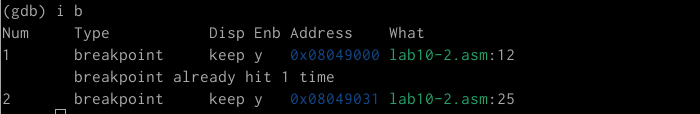 (gdb) i b
Num     Type           Disp Enb Address    What
1       breakpoint     keep y   0x08049000 lab10-2.asm:12
        breakpoint already hit 1 time
2       breakpoint     keep y   0x08049031 lab10-2.asm:25